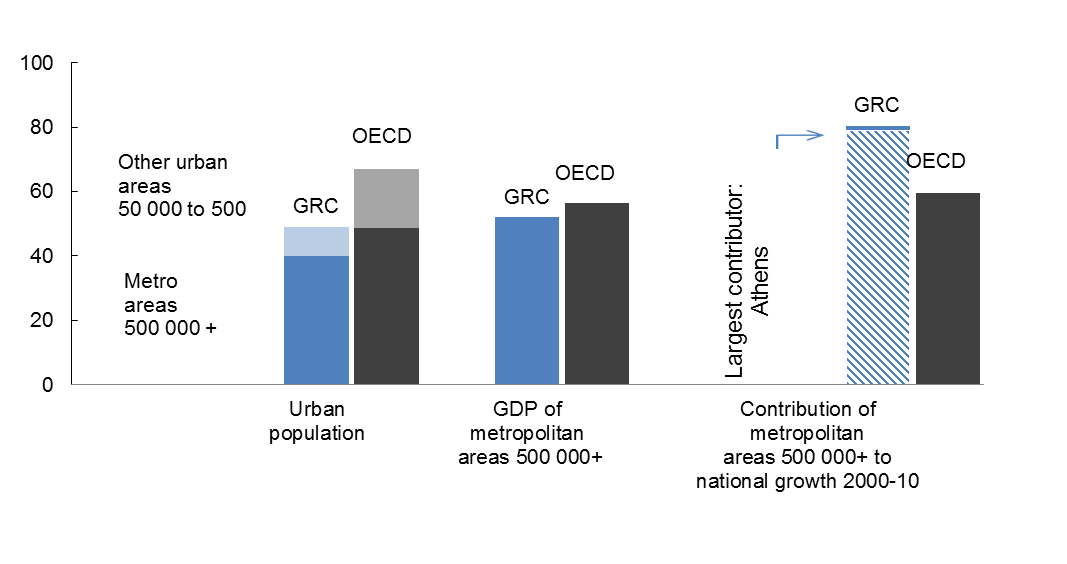 100
80
60
40
20
0
Other urban
areas
50 000 to 500
Metro
areas
500 000 +
GRC
OECD
GRC
OECD
GRC
OECD
Largest contributor:
Athens
Urban
population
GDP of
metropolitan
areas 500 000+
Contribution of
metropolitan
areas 500 000+ to
national growth 2000-10